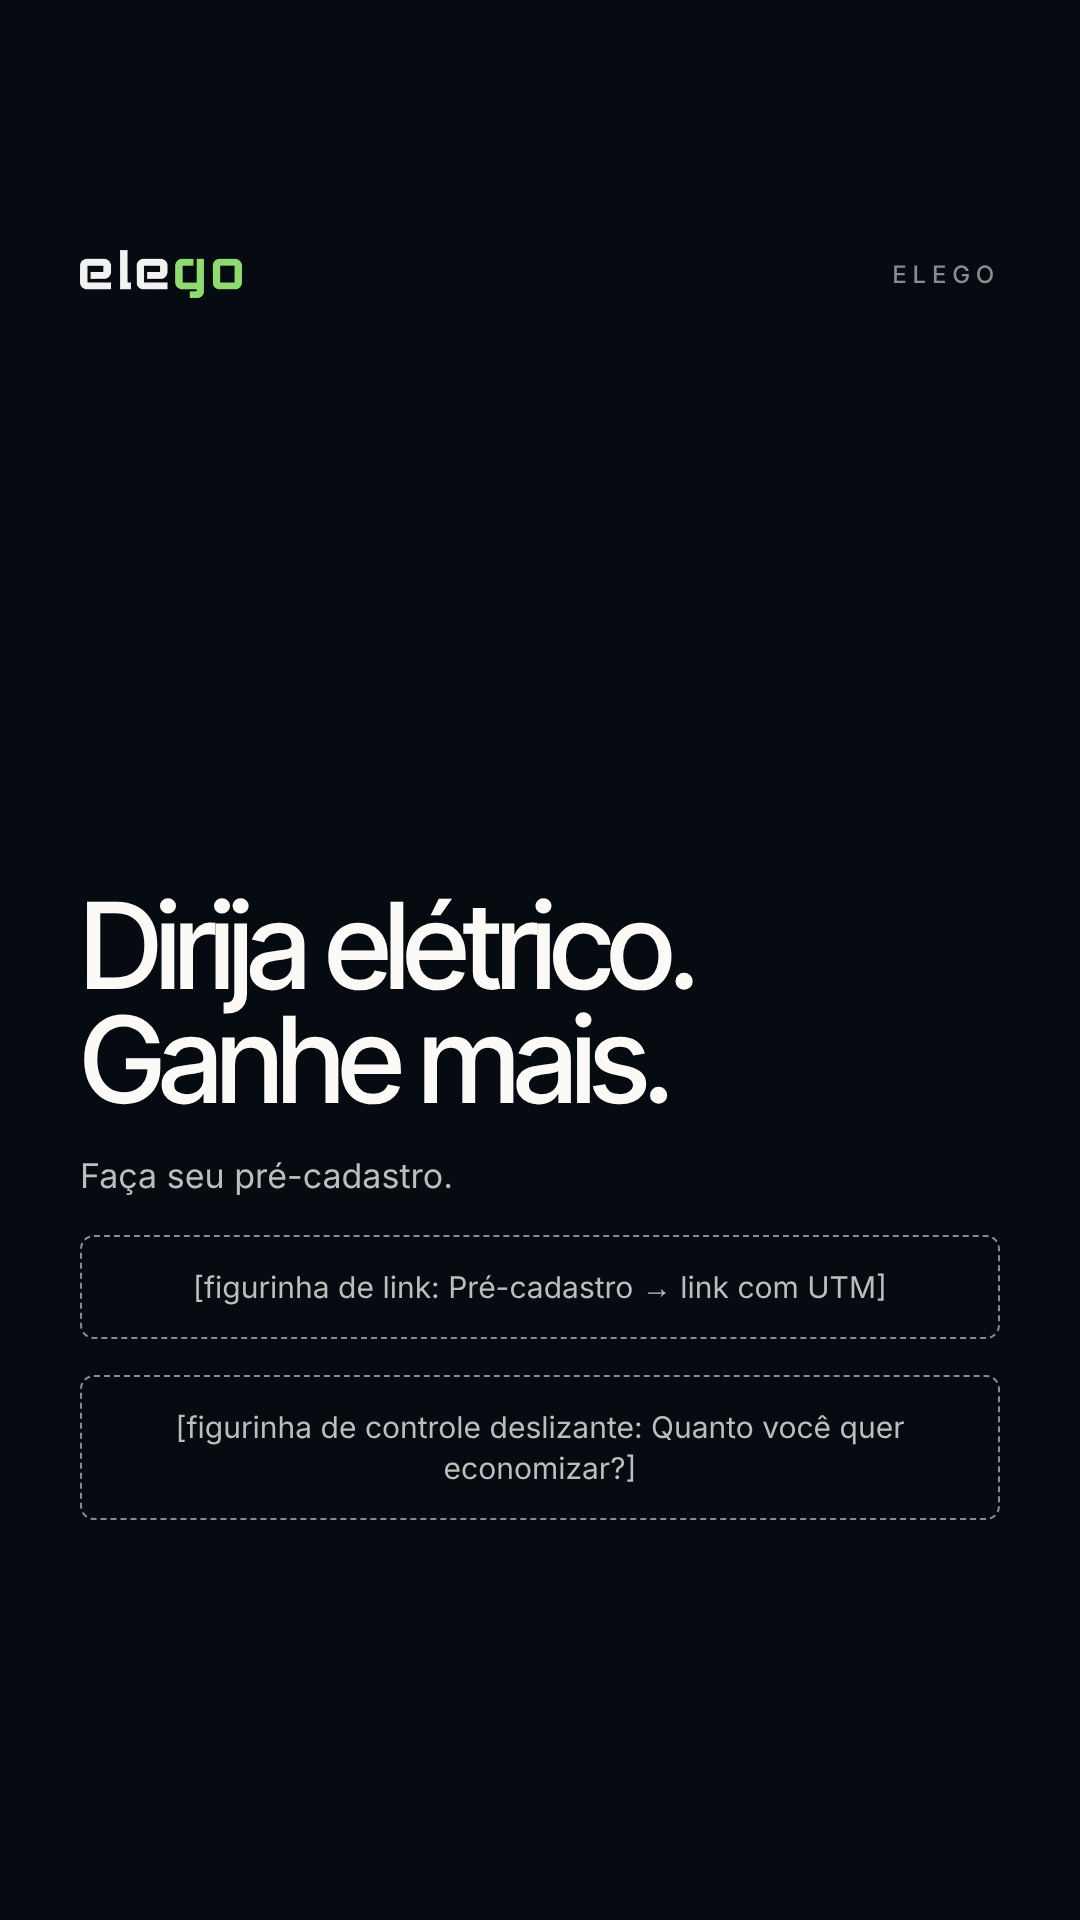 elego
ELEGO
Dirija elétrico.
Ganhe mais.
Faça seu pré-cadastro.
[figurinha de link: Pré-cadastro → link com UTM]
[figurinha de controle deslizante: Quanto você quer
economizar?]